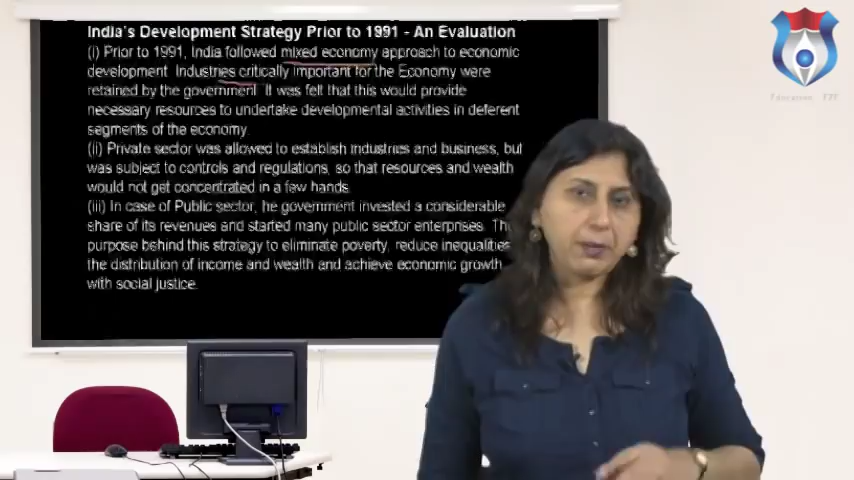 India's Development Strategy Prior to 1991 - An Evaluation
(i) Prior to 1991, India followed mixed economy approach to economic
development. Industries critically important for the Economy were
retained by the government. It was felt that this would provide
necessary resources to undertake developmental activities in deferent
segments of the economy.
(ii) Private sector was allowed to establish industries and business, but
was subject to controls and regulations, so that resources and wealth
would not get concentrated in a few hands.
(iii) In case of Public sector, he government invested a considerable
share of its revenues and started many public sector enterprises. The
purpose behind this strategy to eliminate poverty, reduce inequalities
the distribution of income and wealth and achieve economic growth
with social justice.